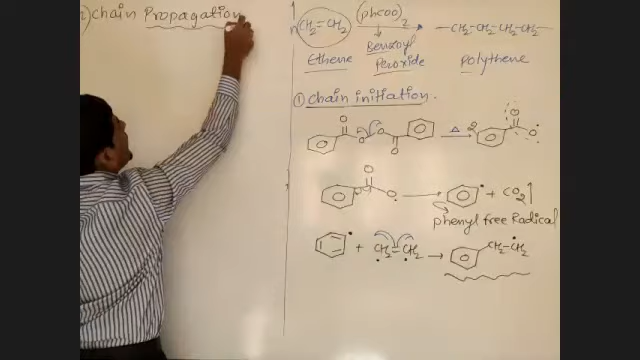 2) chain Propagation
n CH2=CH2 (phcoo)2 → —CH2-CH2-CH2-CH2—
Ethene Benzoyl Peroxide polythene
① chain initiation.
O O O O Δ 2 O O
O O O → + CO2↑
phenyl free Radical
+ CH2=CH2 → CH2-CH2